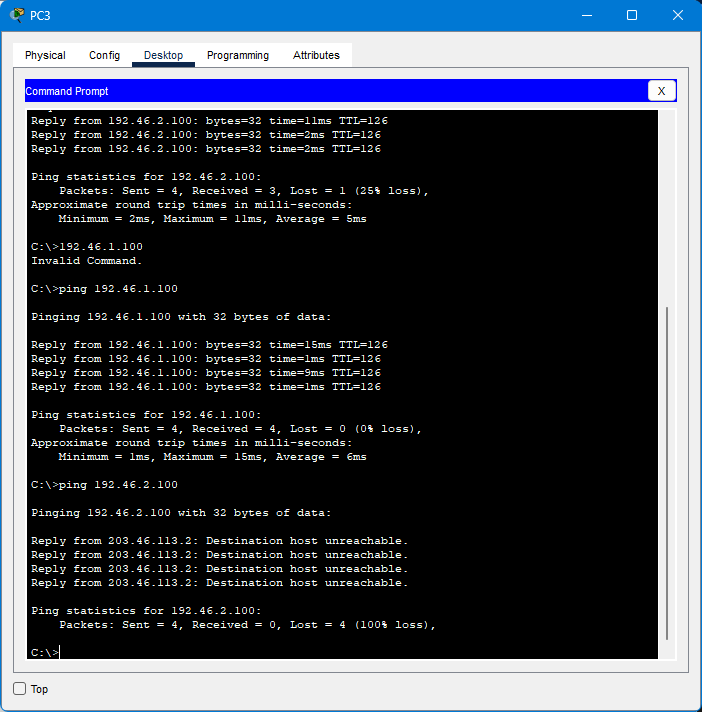 PC3
Physical Config Desktop Programming Attributes
Command Prompt X
Reply from 192.46.2.100: bytes=32 time=11ms TTL=126
Reply from 192.46.2.100: bytes=32 time=2ms TTL=126
Reply from 192.46.2.100: bytes=32 time=2ms TTL=126
Ping statistics for 192.46.2.100:
Packets: Sent = 4, Received = 3, Lost = 1 (25% loss),
Approximate round trip times in milli-seconds:
Minimum = 2ms, Maximum = 11ms, Average = 5ms
C:\>192.46.1.100
Invalid Command.
C:\>ping 192.46.1.100
Pinging 192.46.1.100 with 32 bytes of data:
Reply from 192.46.1.100: bytes=32 time=15ms TTL=126
Reply from 192.46.1.100: bytes=32 time=1ms TTL=126
Reply from 192.46.1.100: bytes=32 time=9ms TTL=126
Reply from 192.46.1.100: bytes=32 time=1ms TTL=126
Ping statistics for 192.46.1.100:
Packets: Sent = 4, Received = 4, Lost = 0 (0% loss),
Approximate round trip times in milli-seconds:
Minimum = 1ms, Maximum = 15ms, Average = 6ms
C:\>ping 192.46.2.100
Pinging 192.46.2.100 with 32 bytes of data:
Reply from 203.46.113.2: Destination host unreachable.
Reply from 203.46.113.2: Destination host unreachable.
Reply from 203.46.113.2: Destination host unreachable.
Reply from 203.46.113.2: Destination host unreachable.
Ping statistics for 192.46.2.100:
Packets: Sent = 4, Received = 0, Lost = 4 (100% loss),
C:\>
Top